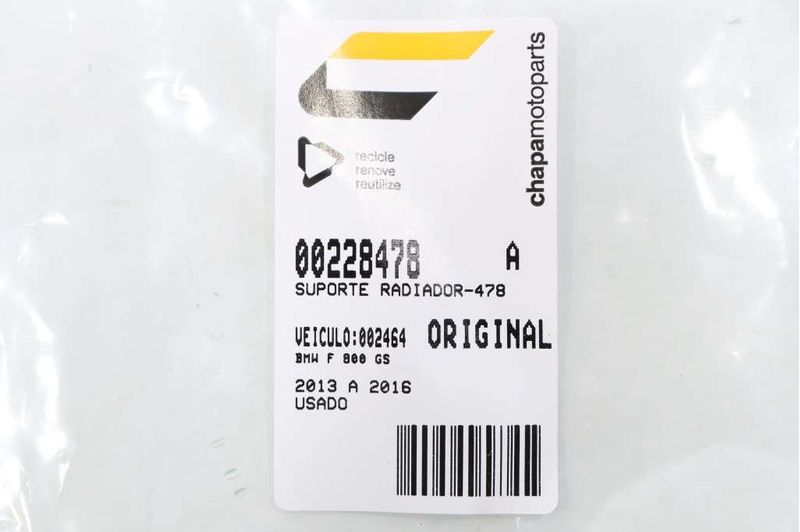 chapamotoparts
recicle
renove
reutilize
00228478 A
SUPORTE RADIADOR-478
VEICULO:002464 ORIGINAL
BMW F 800 GS
2013 A 2016
USADO